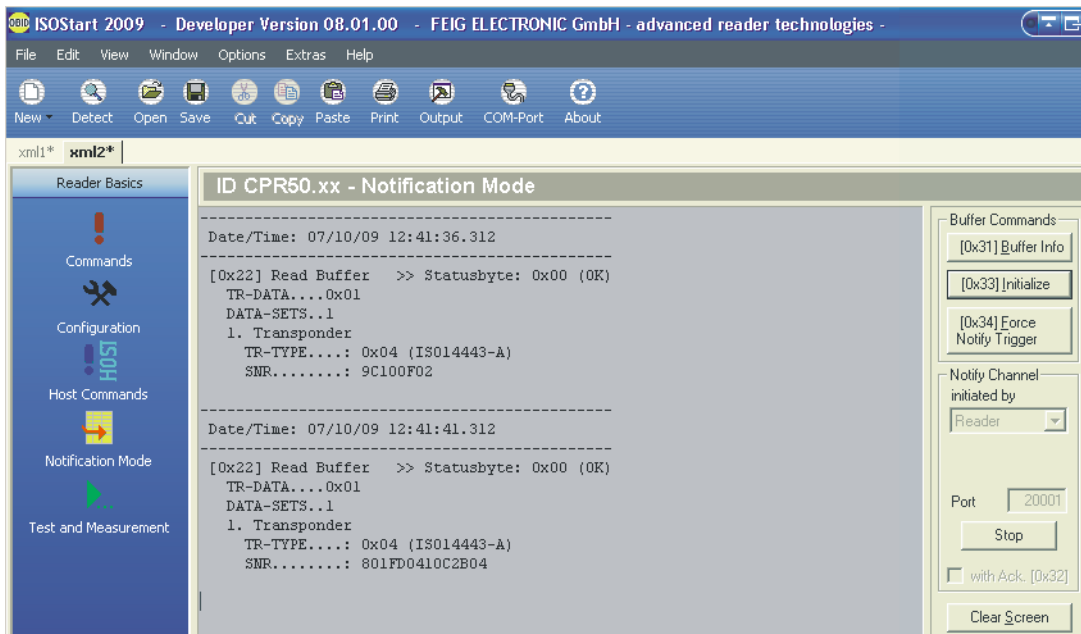 OBID ISOStart 2009 - Developer Version 08.01.00 - FEIG ELECTRONIC GmbH - advanced reader technologies -
File Edit View Window Options Extras Help
New Detect Open Save Cut Copy Paste Print Output COM-Port About
xml1* xml2*
Reader Basics
Commands
Configuration
HOST
Host Commands
Notification Mode
Test and Measurement
ID CPR50.xx - Notification Mode
-----------------------------------------------
Date/Time: 07/10/09 12:41:36.312
-----------------------------------------------
[0x22] Read Buffer >> Statusbyte: 0x00 (OK)
TR-DATA....0x01
DATA-SETS..1
1. Transponder
TR-TYPE....: 0x04 (ISO14443-A)
SNR........: 9C100F02
-----------------------------------------------
Date/Time: 07/10/09 12:41:41.312
-----------------------------------------------
[0x22] Read Buffer >> Statusbyte: 0x00 (OK)
TR-DATA....0x01
DATA-SETS..1
1. Transponder
TR-TYPE....: 0x04 (ISO14443-A)
SNR........: 801FD0410C2B04
Buffer Commands
[0x31] Buffer Info
[0x33] Initialize
[0x34] Force
Notify Trigger
Notify Channel
initiated by
Reader
Port 20001
Stop
with Ack. [0x32]
Clear Screen